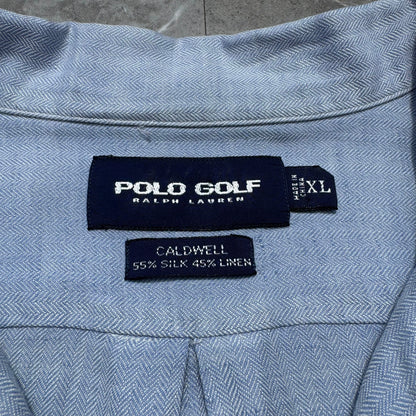 POLO GOLF
RALPH LAUREN
MADE IN
CHINA
XL
CALDWELL
55% SILK 45% LINEN